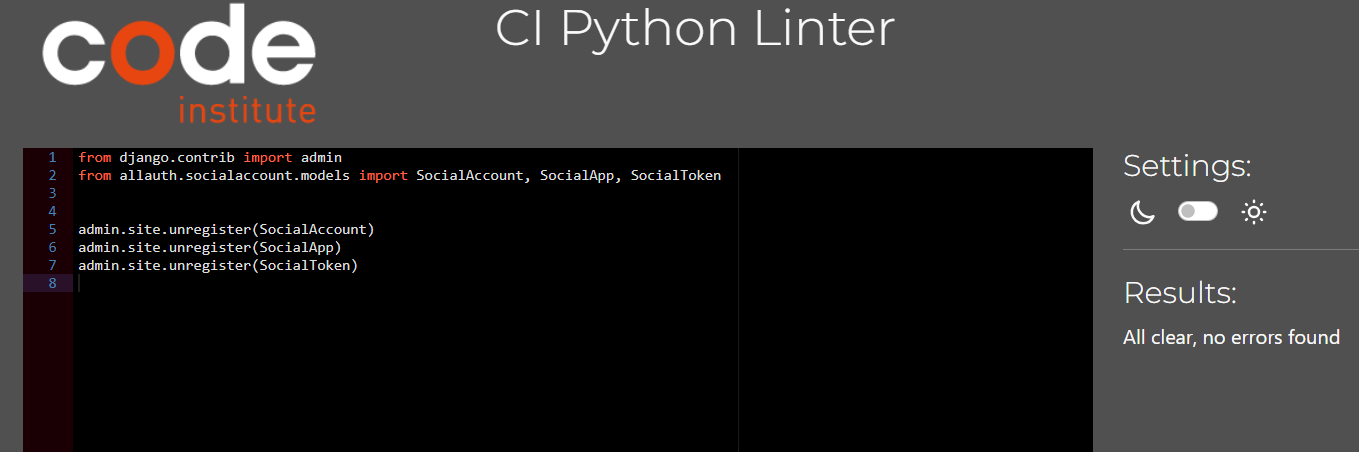 code
institute
CI Python Linter
1 from django.contrib import admin
2 from allauth.socialaccount.models import SocialAccount, SocialApp, SocialToken
3
4
5 admin.site.unregister(SocialAccount)
6 admin.site.unregister(SocialApp)
7 admin.site.unregister(SocialToken)
8
Settings:
Results:
All clear, no errors found